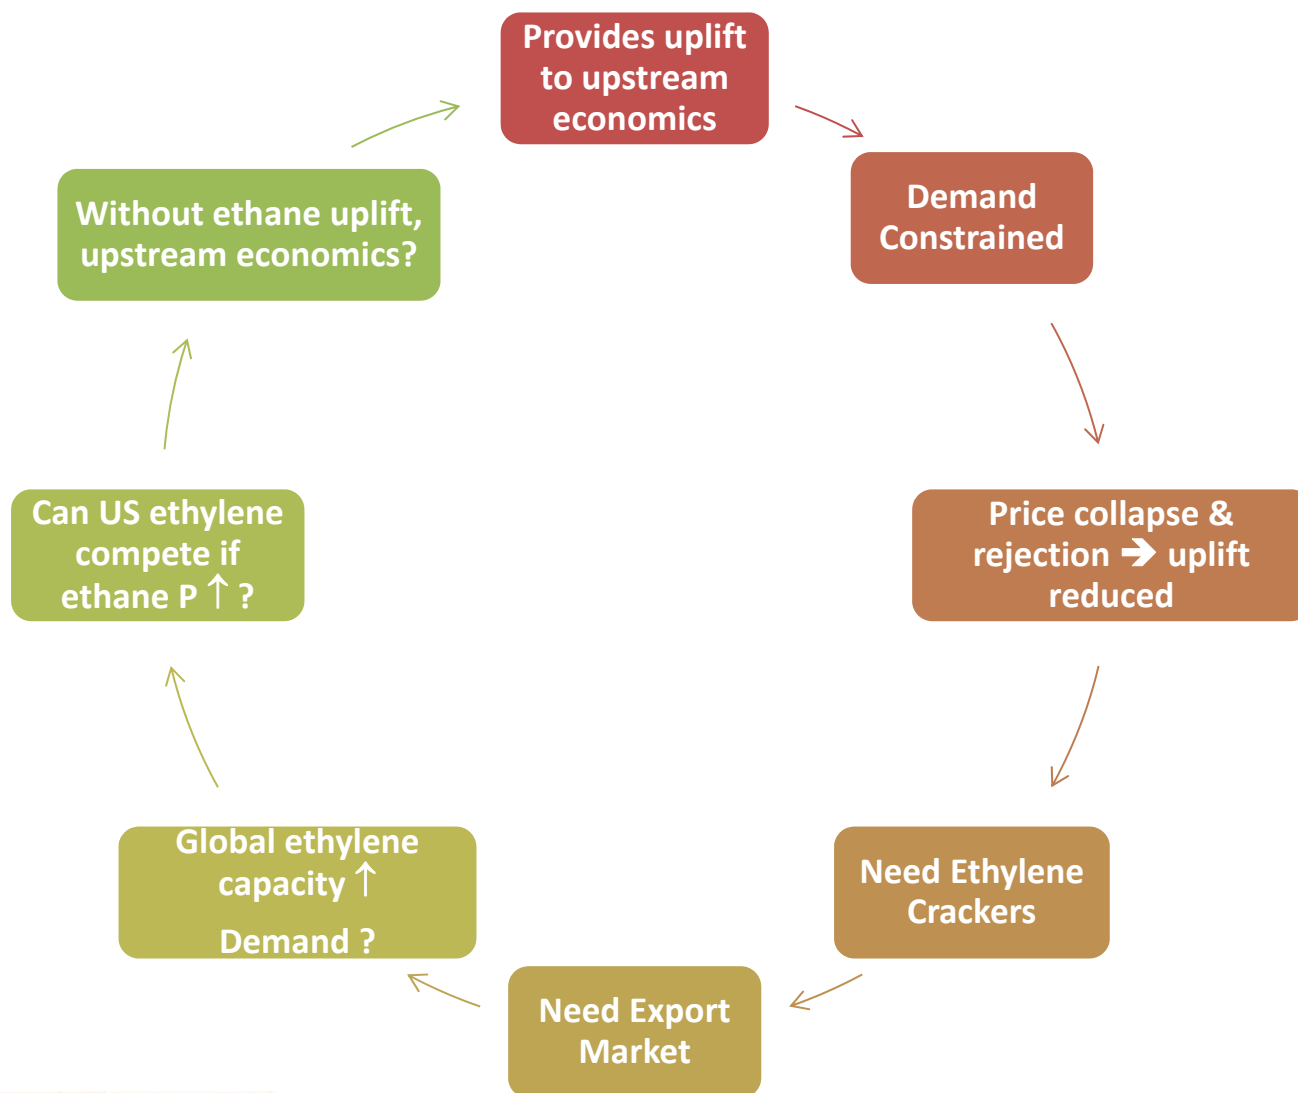 Provides uplift
to upstream
economics
Demand
Constrained
Price collapse &
rejection ➔ uplift
reduced
Need Ethylene
Crackers
Need Export
Market
Global ethylene
capacity ↑
Demand ?
Can US ethylene
compete if
ethane P ↑ ?
Without ethane uplift,
upstream economics?